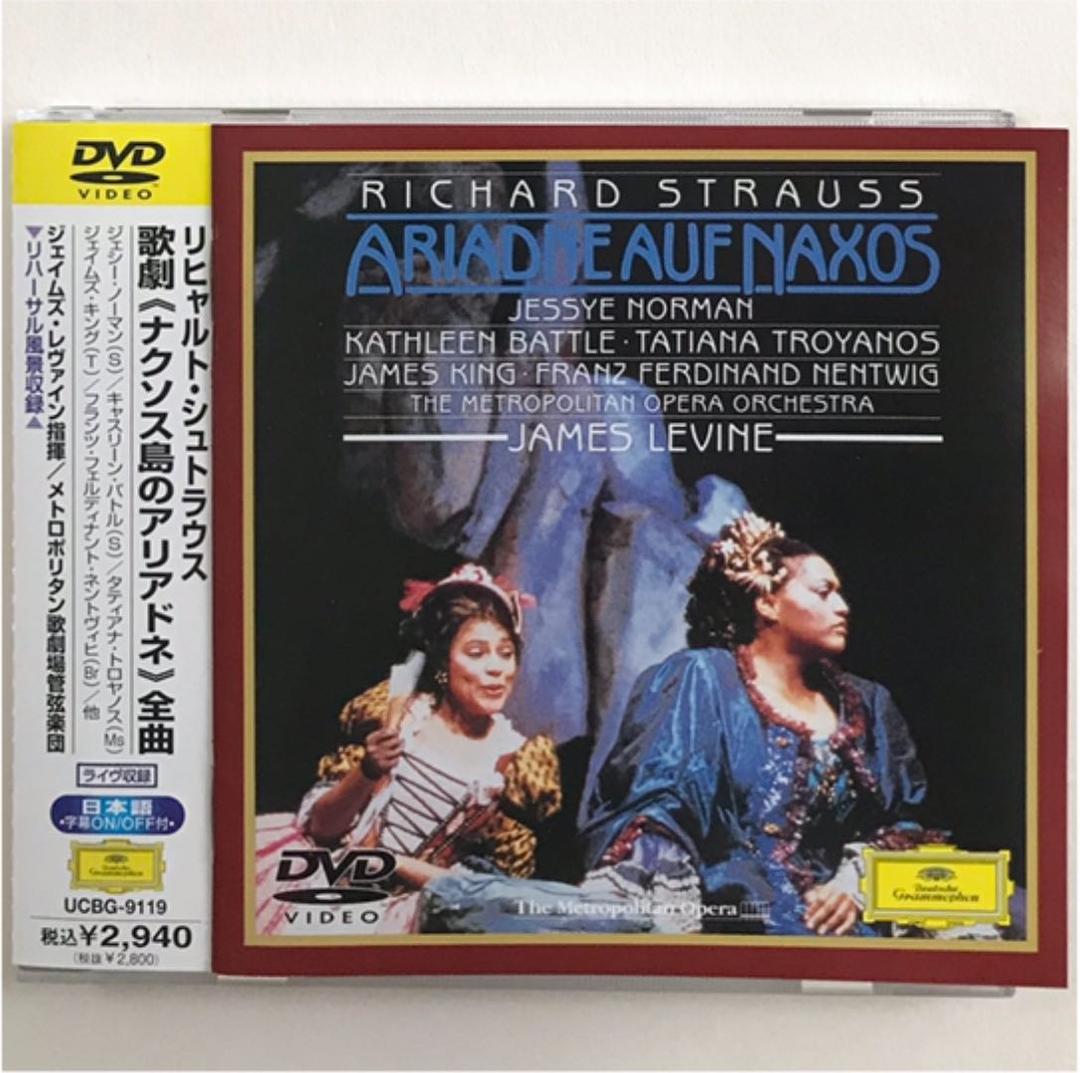 DVD
VIDEO
リヒャルト・シュトラウス
歌劇《ナクソス島のアリアドネ》全曲
ジェシー・ノーマン(S)／キャスリーン・バトル(S)／タティアナ・トロヤノス(Ms)
ジェイムズ・キング(T)／フランツ・フェルディナント・ネントヴィヒ(Br)／他
ジェイムズ・レヴァイン指揮／メトロポリタン歌劇場管弦楽団
▼リハーサル風景収録▲
ライヴ収録
日本語
•字幕ON/OFF付•
Deutsche
Grammophon
UCBG-9119
税込¥2,940
(税抜¥2,800)
RICHARD STRAUSS
ARIADNE AUF NAXOS
JESSYE NORMAN
KATHLEEN BATTLE · TATIANA TROYANOS
JAMES KING · FRANZ FERDINAND NENTWIG
THE METROPOLITAN OPERA ORCHESTRA
JAMES LEVINE
DVD
VIDEO
The Metropolitan Opera
Deutsche
Grammophon